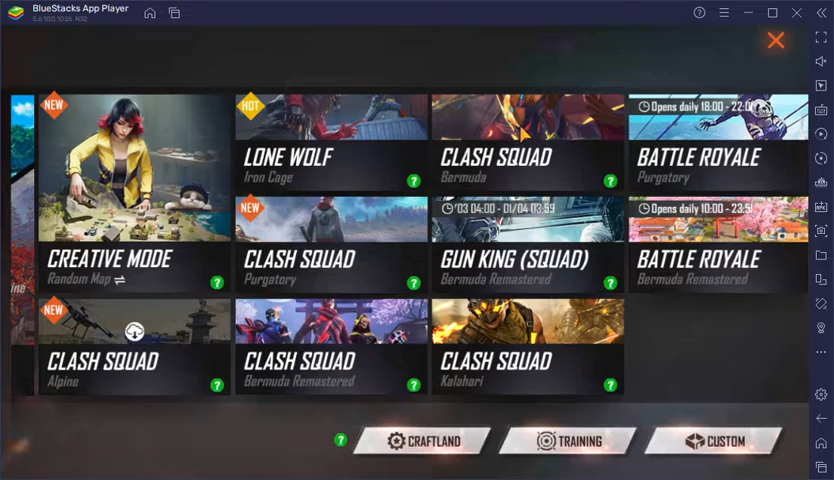 BlueStacks App Player
5.6.100.1026 N32
NEW
CREATIVE MODE
Random Map
HOT
LONE WOLF
Iron Cage
?
CLASH SQUAD
Bermuda
?
Opens daily 18:00 - 22:0
BATTLE ROYALE
Purgatory
?
NEW
CLASH SQUAD
Purgatory
?
'03 04:00 - 01/04 03:59
GUN KING (SQUAD)
Bermuda Remastered
?
Opens daily 10:00 - 23:5
BATTLE ROYALE
Bermuda Remastered
ine
NEW
CLASH SQUAD
Alpine
?
CLASH SQUAD
Bermuda Remastered
?
CLASH SQUAD
Kalahari
?
?
CRAFTLAND
TRAINING
CUSTOM